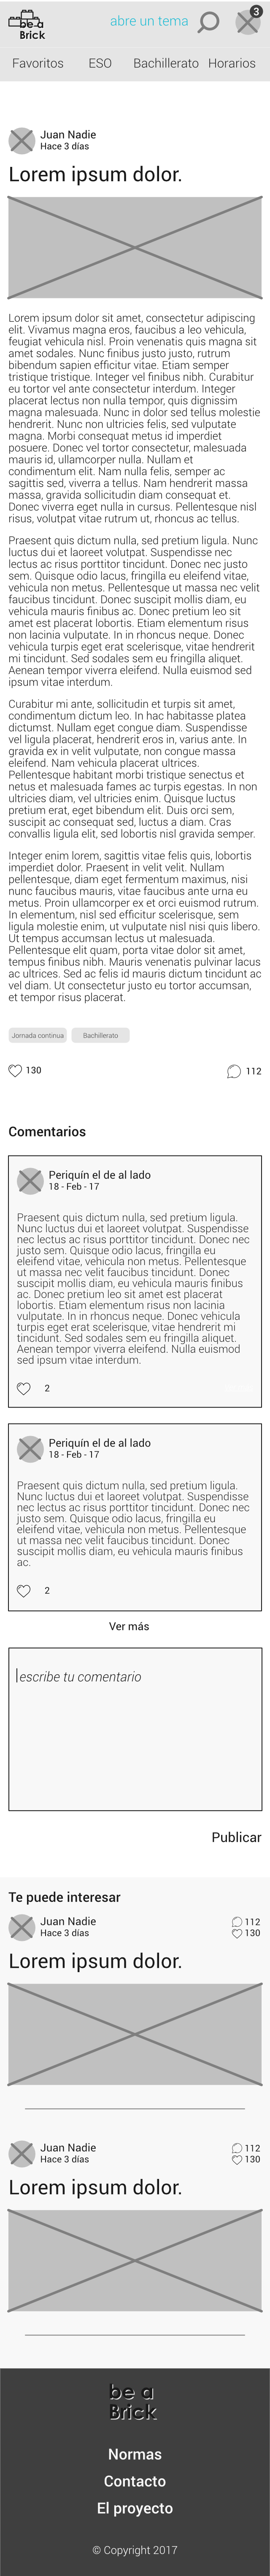 be a
Brick
abre un tema
3
Favoritos ESO Bachillerato Horarios
Juan Nadie
Hace 3 días
Lorem ipsum dolor.
Lorem ipsum dolor sit amet, consectetur adipiscing
elit. Vivamus magna eros, faucibus a leo vehicula,
feugiat vehicula nisl. Proin venenatis quis magna sit
amet sodales. Nunc finibus justo justo, rutrum
bibendum sapien efficitur vitae. Etiam semper
tristique tristique. Integer vel finibus nibh. Curabitur
eu tortor vel ante consectetur interdum. Integer
placerat lectus non nulla tempor, quis dignissim
magna malesuada. Nunc in dolor sed tellus molestie
hendrerit. Nunc non ultricies felis, sed vulputate
magna. Morbi consequat metus id imperdiet
posuere. Donec vel tortor consectetur, malesuada
mauris id, ullamcorper nulla. Nullam et
condimentum elit. Nam nulla felis, semper ac
sagittis sed, viverra a tellus. Nam hendrerit massa
massa, gravida sollicitudin diam consequat et.
Donec viverra eget nulla in cursus. Pellentesque nisl
risus, volutpat vitae rutrum ut, rhoncus ac tellus.
Praesent quis dictum nulla, sed pretium ligula. Nunc
luctus dui et laoreet volutpat. Suspendisse nec
lectus ac risus porttitor tincidunt. Donec nec justo
sem. Quisque odio lacus, fringilla eu eleifend vitae,
vehicula non metus. Pellentesque ut massa nec velit
faucibus tincidunt. Donec suscipit mollis diam, eu
vehicula mauris finibus ac. Donec pretium leo sit
amet est placerat lobortis. Etiam elementum risus
non lacinia vulputate. In in rhoncus neque. Donec
vehicula turpis eget erat scelerisque, vitae hendrerit
mi tincidunt. Sed sodales sem eu fringilla aliquet.
Aenean tempor viverra eleifend. Nulla euismod sed
ipsum vitae interdum.
Curabitur mi ante, sollicitudin et turpis sit amet,
condimentum dictum leo. In hac habitasse platea
dictumst. Nullam eget congue diam. Suspendisse
vel ligula placerat, hendrerit eros in, varius ante. In
gravida ex in velit vulputate, non congue massa
eleifend. Nam vehicula placerat ultrices.
Pellentesque habitant morbi tristique senectus et
netus et malesuada fames ac turpis egestas. In non
ultricies diam, vel ultricies enim. Quisque luctus
pretium erat, eget bibendum elit. Duis orci sem,
suscipit ac consequat sed, luctus a diam. Cras
convallis ligula elit, sed lobortis nisl gravida semper.
Integer enim lorem, sagittis vitae felis quis, lobortis
imperdiet dolor. Praesent in velit velit. Nullam
pellentesque, diam eget fermentum maximus, nisi
nunc faucibus mauris, vitae faucibus ante urna eu
metus. Proin ullamcorper ex et orci euismod rutrum.
In elementum, nisl sed efficitur scelerisque, sem
ligula molestie enim, ut vulputate nisl nisi quis libero.
Ut tempus accumsan lectus ut malesuada.
Pellentesque elit quam, porta vitae dolor sit amet,
tempus finibus nibh. Mauris venenatis pulvinar lacus
ac ultrices. Sed ac felis id mauris dictum tincidunt ac
vel diam. Ut consectetur justo eu tortor accumsan,
et tempor risus placerat.
Jornada continua Bachillerato
130 112
Comentarios
Periquín el de al lado
18 - Feb - 17
Praesent quis dictum nulla, sed pretium ligula.
Nunc luctus dui et laoreet volutpat. Suspendisse
nec lectus ac risus porttitor tincidunt. Donec nec
justo sem. Quisque odio lacus, fringilla eu
eleifend vitae, vehicula non metus. Pellentesque
ut massa nec velit faucibus tincidunt. Donec
suscipit mollis diam, eu vehicula mauris finibus
ac. Donec pretium leo sit amet est placerat
lobortis. Etiam elementum risus non lacinia
vulputate. In in rhoncus neque. Donec vehicula
turpis eget erat scelerisque, vitae hendrerit mi
tincidunt. Sed sodales sem eu fringilla aliquet.
Aenean tempor viverra eleifend. Nulla euismod
sed ipsum vitae interdum.
2
Periquín el de al lado
18 - Feb - 17
Praesent quis dictum nulla, sed pretium ligula.
Nunc luctus dui et laoreet volutpat. Suspendisse
nec lectus ac risus porttitor tincidunt. Donec nec
justo sem. Quisque odio lacus, fringilla eu
eleifend vitae, vehicula non metus. Pellentesque
ut massa nec velit faucibus tincidunt. Donec
suscipit mollis diam, eu vehicula mauris finibus
ac.
2
Ver más
escribe tu comentario
Publicar
Te puede interesar
Juan Nadie 112
Hace 3 días 130
Lorem ipsum dolor.
Juan Nadie 112
Hace 3 días 130
Lorem ipsum dolor.
be a
Brick
Normas
Contacto
El proyecto
© Copyright 2017